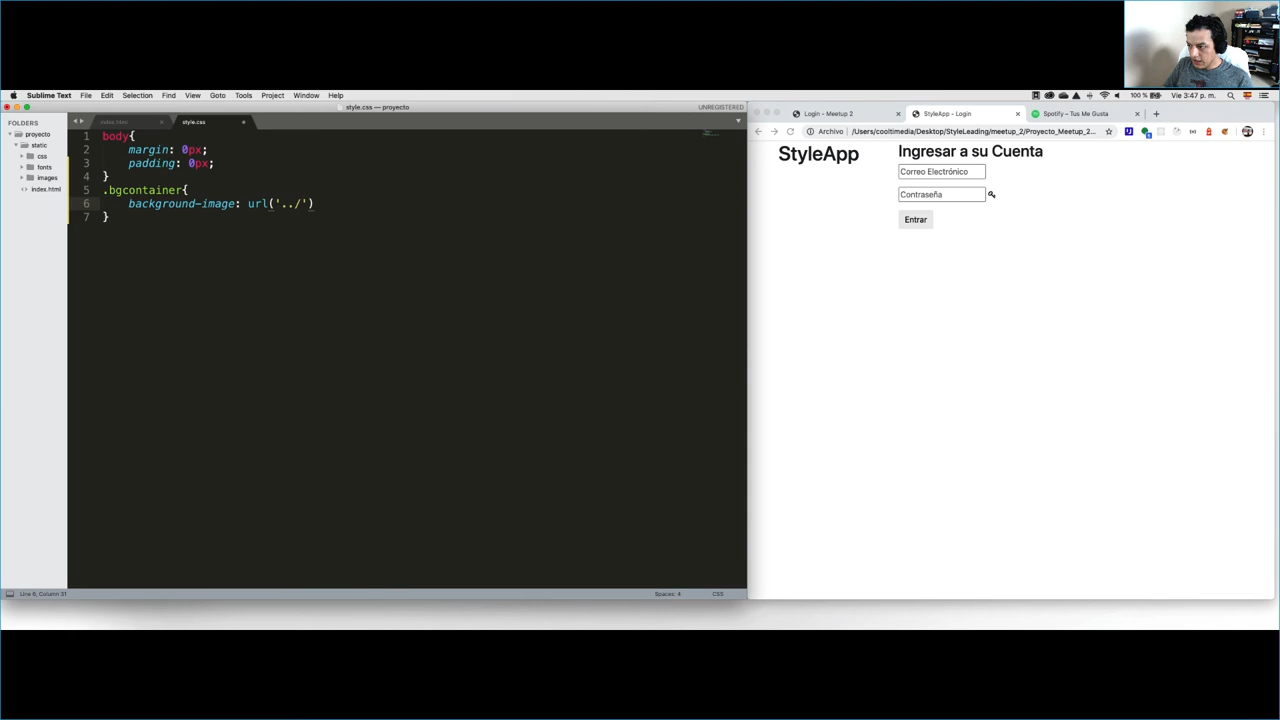 Sublime Text File Edit Selection Find View Goto Tools Project Window Help
100 % Vie 3:47 p. m.
style.css — proyecto
UNREGISTERED
FOLDERS
proyecto
static
css
fonts
images
index.html
index.html
style.css
1 body{
2 margin: 0px;
3 padding: 0px;
4 }
5 .bgcontainer{
6 background-image: url('../')
7 }
Line 6, Column 31
Spaces: 4
CSS
Login - Meetup 2
StyleApp - Login
Spotify – Tus Me Gusta
Archivo /Users/cooltimedia/Desktop/StyleLeading/meetup_2/Proyecto_Meetup_2...
StyleApp
Ingresar a su Cuenta
Correo Electrónico
Contraseña
Entrar